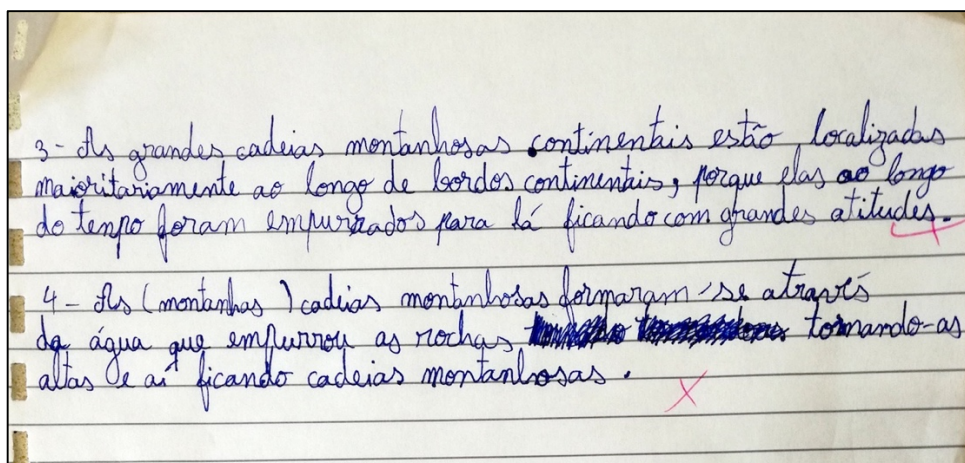 3- As grandes cadeias montanhosas continentais estão localizadas
maioritariamente ao longo de bordos continentais, porque elas ao longo
do tempo foram empurrados para lá ficando com grandes atitudes.
4- As (montanhas) cadeias montanhosas formaram-se através
da água que empurrou as rochas tornando-as
altas e aí ficando cadeias montanhosas.